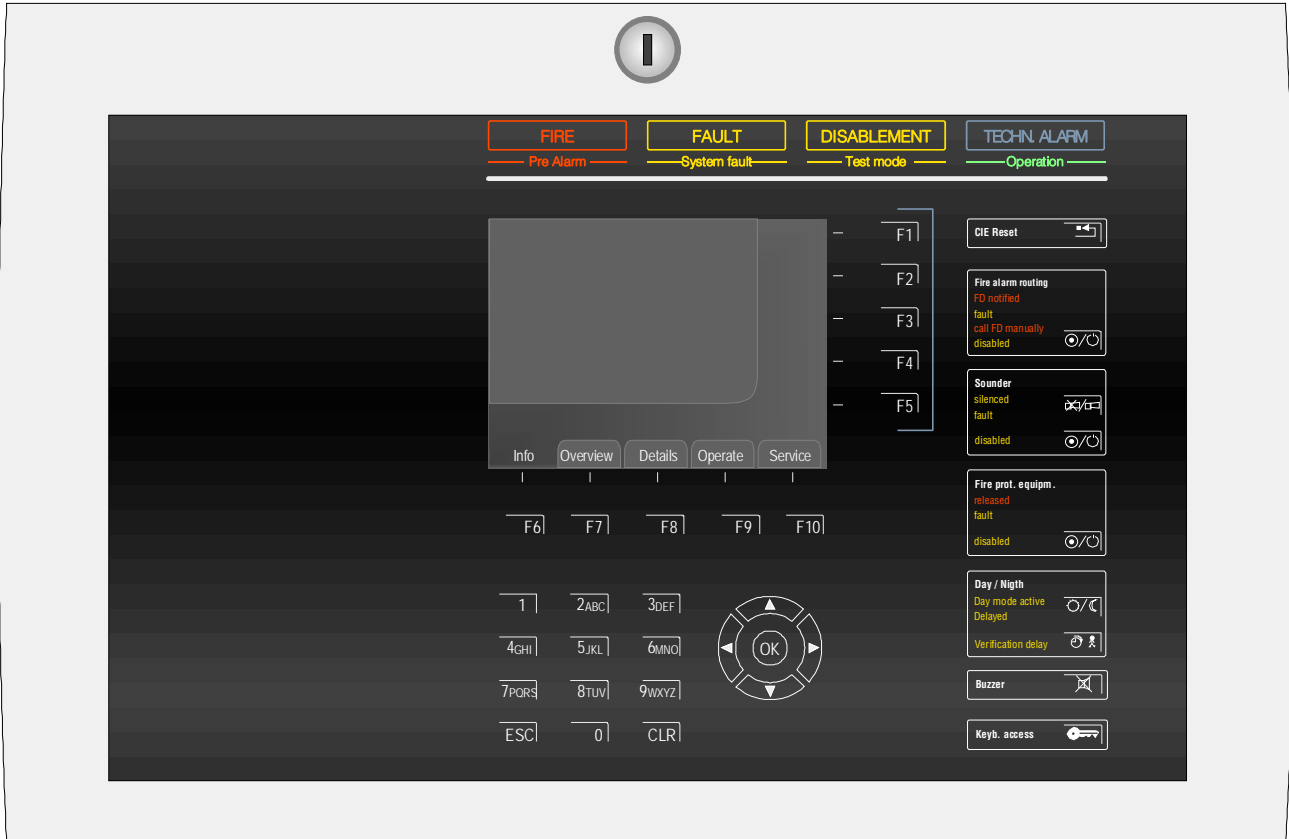 FIRE FAULT DISABLEMENT TECHN. ALARM
Pre Alarm System fault Test mode Operation
F1
F2
F3
F4
F5
Info Overview Details Operate Service
F6 F7 F8 F9 F10
1 2ABC 3DEF
4GHI 5JKL 6MNO
7PQRS 8TUV 9WXYZ
ESC 0 CLR
OK
CIE Reset
Fire alarm routing
FD notified
fault
call FD manually
disabled
Sounder
silenced
fault
disabled
Fire prot. equipm.
released
fault
disabled
Day / Nigth
Day mode active
Delayed
Verification delay
Buzzer
Keyb. access